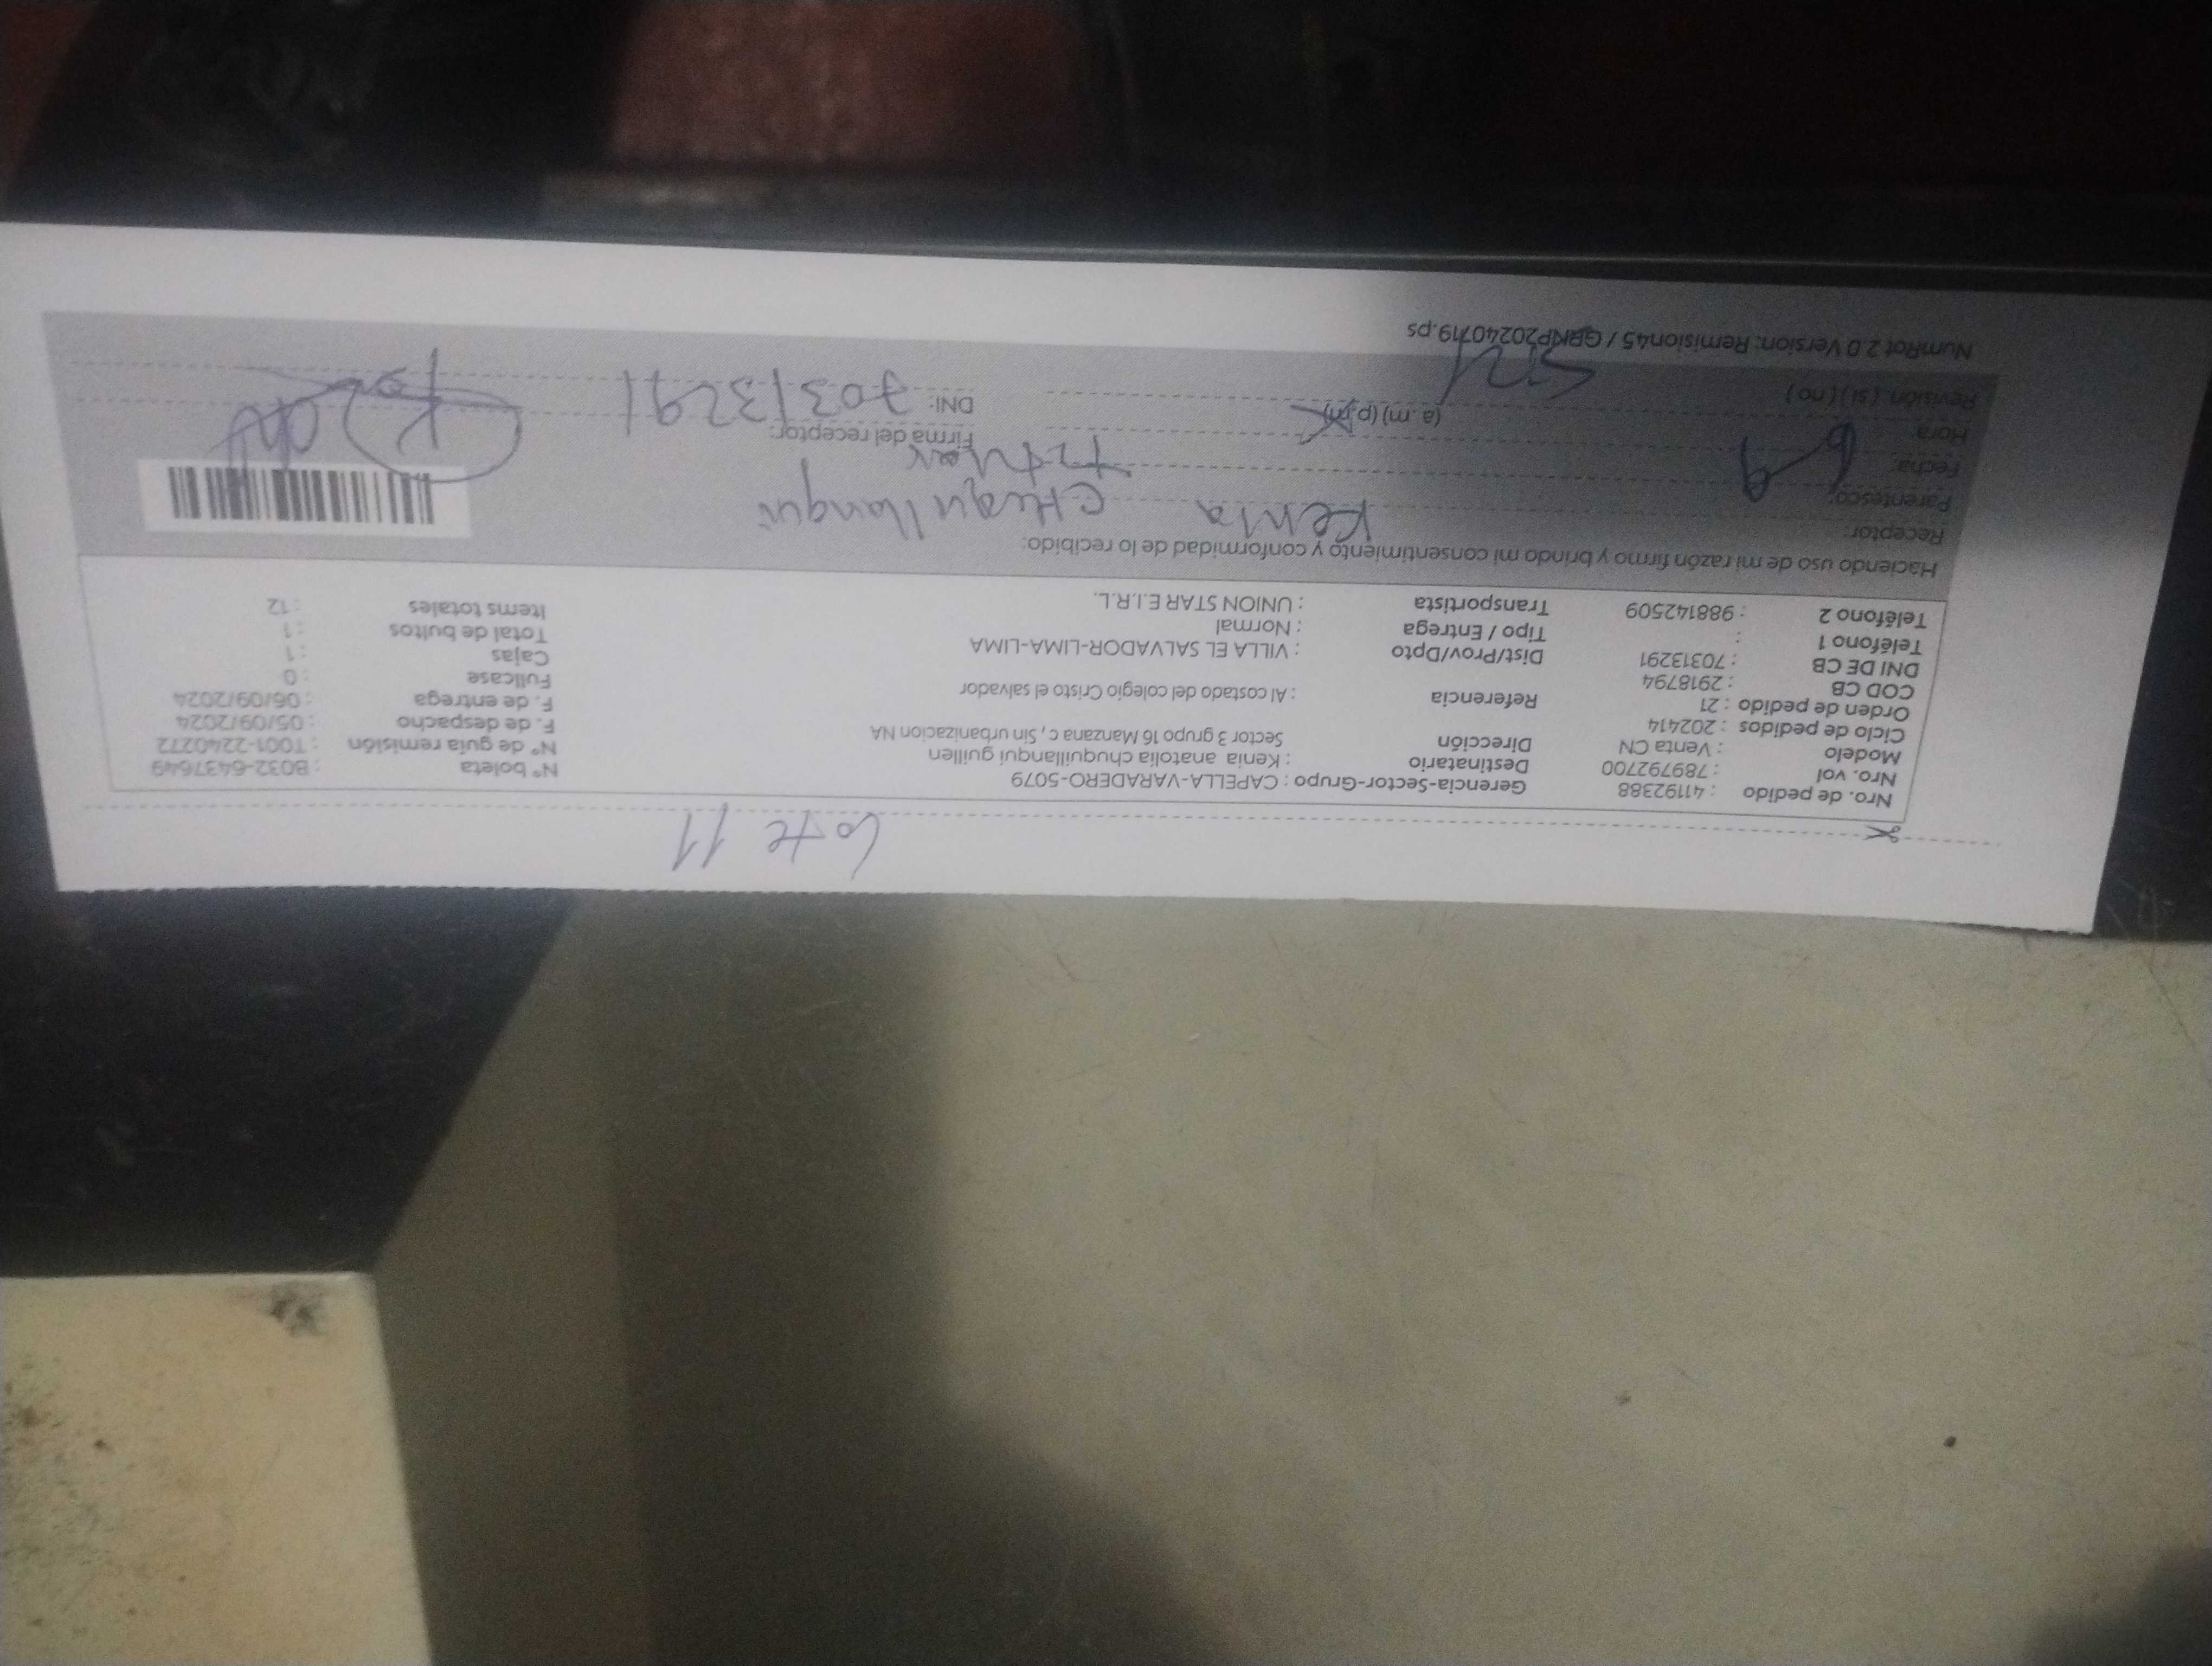 Lote 11
Nro. de pedido : 41192388 Gerencia-Sector-Grupo : CAPELLA-VARADERO-5079 N° boleta : B032-6437649
Nro. vol : 789792700 Destinatario : Kenia anatolia chuquillanqui guillen N° de guía remisión : T001-2240272
Modelo : Venta CN Dirección Sector 3 grupo 16 Manzana c , Sin urbanizacion NA F. de despacho : 05/09/2024
Ciclo de pedidos : 202414 F. de entrega : 06/09/2024
Orden de pedido : 21 Referencia : Al costado del colegio Cristo el salvador Fullcase : 0
COD CB : 2918794 Cajas : 1
DNI DE CB : 70313291 Dist/Prov/Dpto : VILLA EL SALVADOR-LIMA-LIMA Total de bultos : 1
Teléfono 1 : Tipo / Entrega : Normal Items totales : 12
Teléfono 2 : 988142509 Transportista : UNION STAR E.I.R.L.
Haciendo uso de mi razón firmo y brindo mi consentimiento y conformidad de lo recibido:
Receptor: Kenia Chuquillanqui
Parentesco: titular
Fecha: 6 9 Firma del receptor:
Hora (a. m) (p.m) DNI: 70313291
Revisión (si) (no)
NumRot 2.0 Version: Remision45 / GRNP20240719.ps